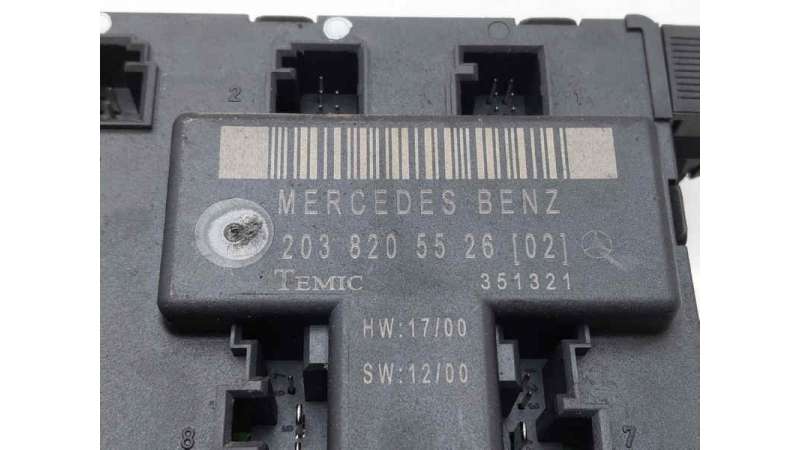 2
1
MERCEDES BENZ
203 820 55 26 [02]
TEMIC 351321
HW:17/00
SW:12/00
8
7